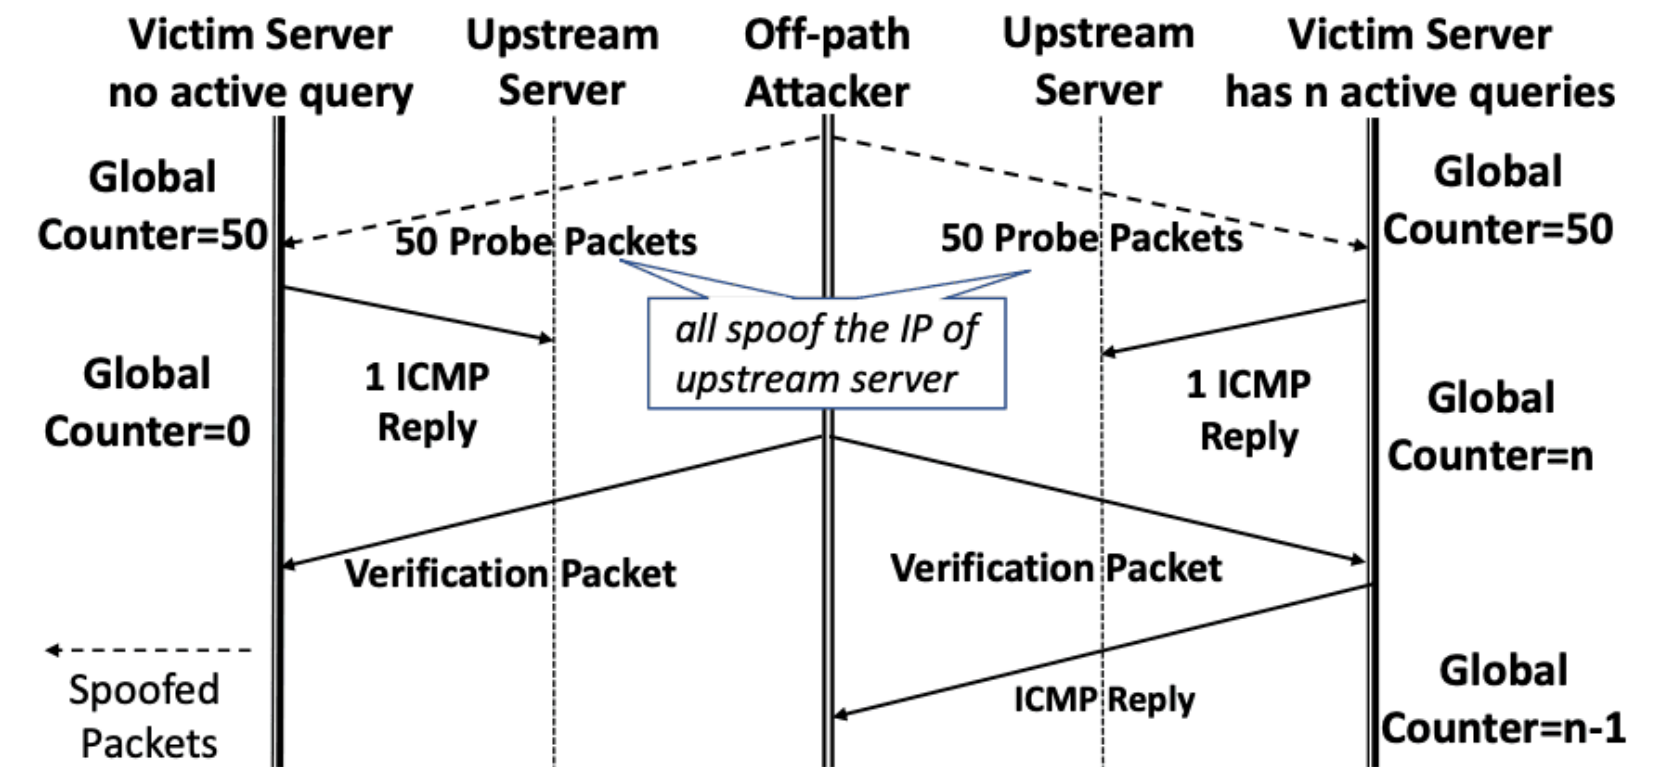 Victim Server
no active query
Upstream
Server
Off-path
Attacker
Upstream
Server
Victim Server
has n active queries
Global
Counter=50
50 Probe Packets
50 Probe Packets
Global
Counter=50
all spoof the IP of
upstream server
Global
Counter=0
1 ICMP
Reply
1 ICMP
Reply
Global
Counter=n
Verification Packet
Verification Packet
Spoofed
Packets
ICMP Reply
Global
Counter=n-1